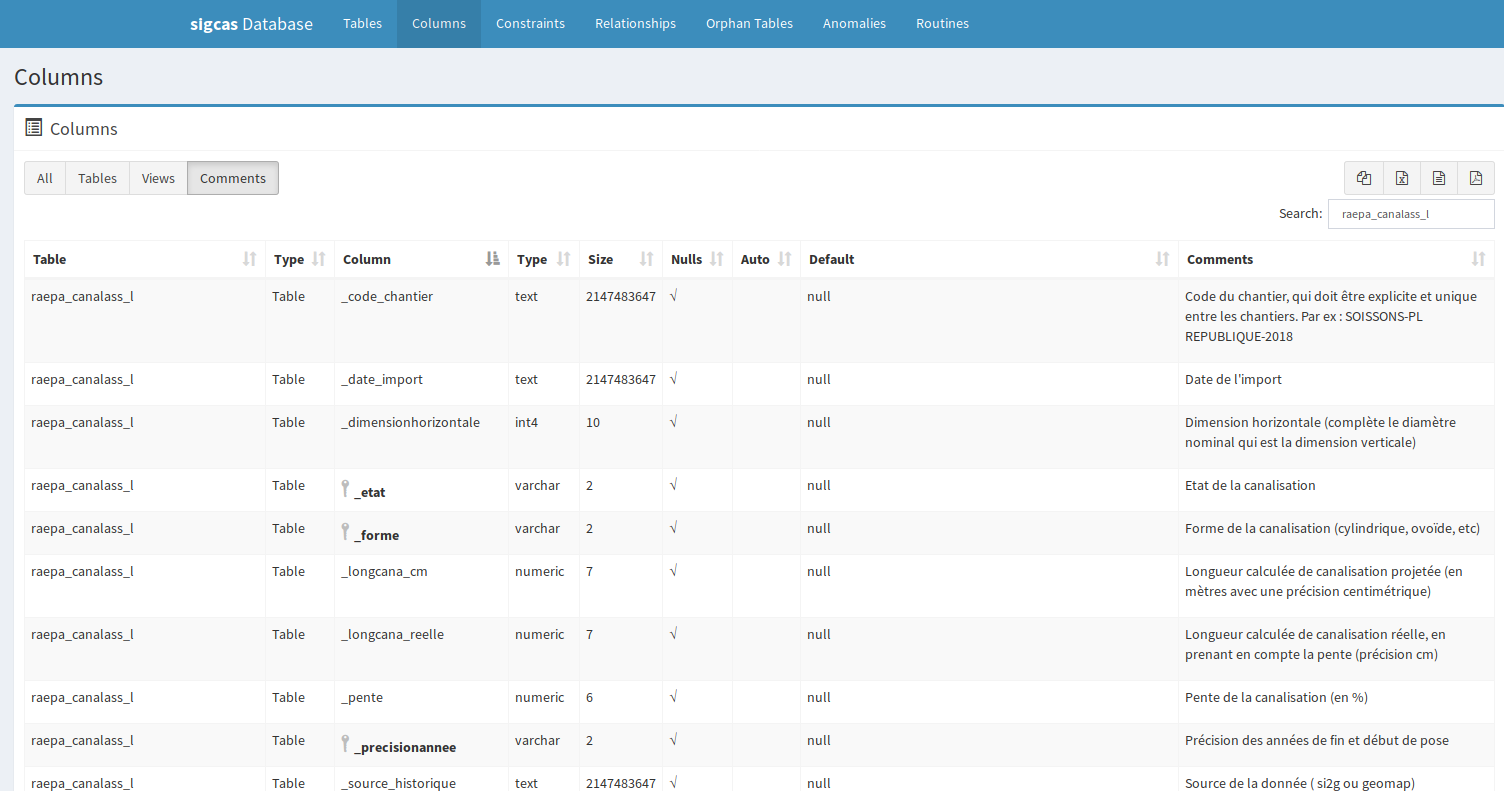 sigcas Database Tables Columns Constraints Relationships Orphan Tables Anomalies Routines
Columns
Columns
All Tables Views Comments
Search: raepa_canalass_l
Table Type Column Type Size Nulls Auto Default Comments
raepa_canalass_l Table _code_chantier text 2147483647 √ null Code du chantier, qui doit être explicite et unique
entre les chantiers. Par ex : SOISSONS-PL
REPUBLIQUE-2018
raepa_canalass_l Table _date_import text 2147483647 √ null Date de l'import
raepa_canalass_l Table _dimensionhorizontale int4 10 √ null Dimension horizontale (complète le diamètre
nominal qui est la dimension verticale)
raepa_canalass_l Table _etat varchar 2 √ null Etat de la canalisation
raepa_canalass_l Table _forme varchar 2 √ null Forme de la canalisation (cylindrique, ovoïde, etc)
raepa_canalass_l Table _longcana_cm numeric 7 √ null Longueur calculée de canalisation projetée (en
mètres avec une précision centimétrique)
raepa_canalass_l Table _longcana_reelle numeric 7 √ null Longueur calculée de canalisation réelle, en
prenant en compte la pente (précision cm)
raepa_canalass_l Table _pente numeric 6 √ null Pente de la canalisation (en %)
raepa_canalass_l Table _precisionannee varchar 2 √ null Précision des années de fin et début de pose
raepa_canalass_l Table _source_historique text 2147483647 √ null Source de la donnée ( si2g ou geomap)